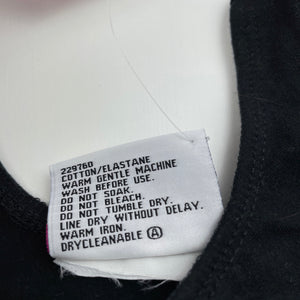 229760
COTTON/ELASTANE
WARM GENTLE MACHINE
WASH BEFORE USE.
DO NOT SOAK.
DO NOT BLEACH.
DO NOT TUMBLE DRY.
LINE DRY WITHOUT DELAY.
WARM IRON.
DRYCLEANABLE Ⓐ